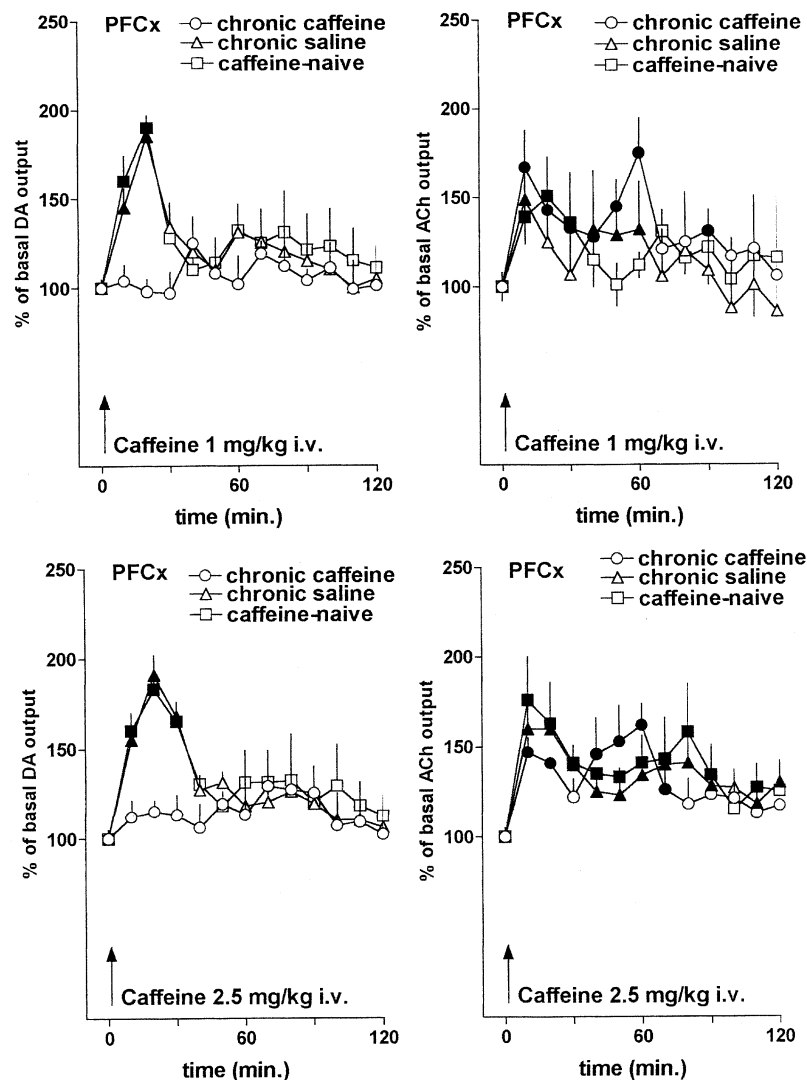 PFCx
chronic caffeine
chronic saline
caffeine-naive
250
200
150
100
% of basal DA output
Caffeine 1 mg/kg i.v.
0
60
120
time (min.)
PFCx
chronic caffeine
chronic saline
caffeine-naive
250
200
150
100
% of basal ACh output
Caffeine 1 mg/kg i.v.
0
60
120
time (min.)
PFCx
chronic caffeine
chronic saline
caffeine-naive
250
200
150
100
% of basal DA output
Caffeine 2.5 mg/kg i.v.
0
60
120
time (min.)
PFCx
chronic caffeine
chronic saline
caffeine-naive
250
200
150
100
% of basal ACh output
Caffeine 2.5 mg/kg i.v.
0
60
120
time (min.)